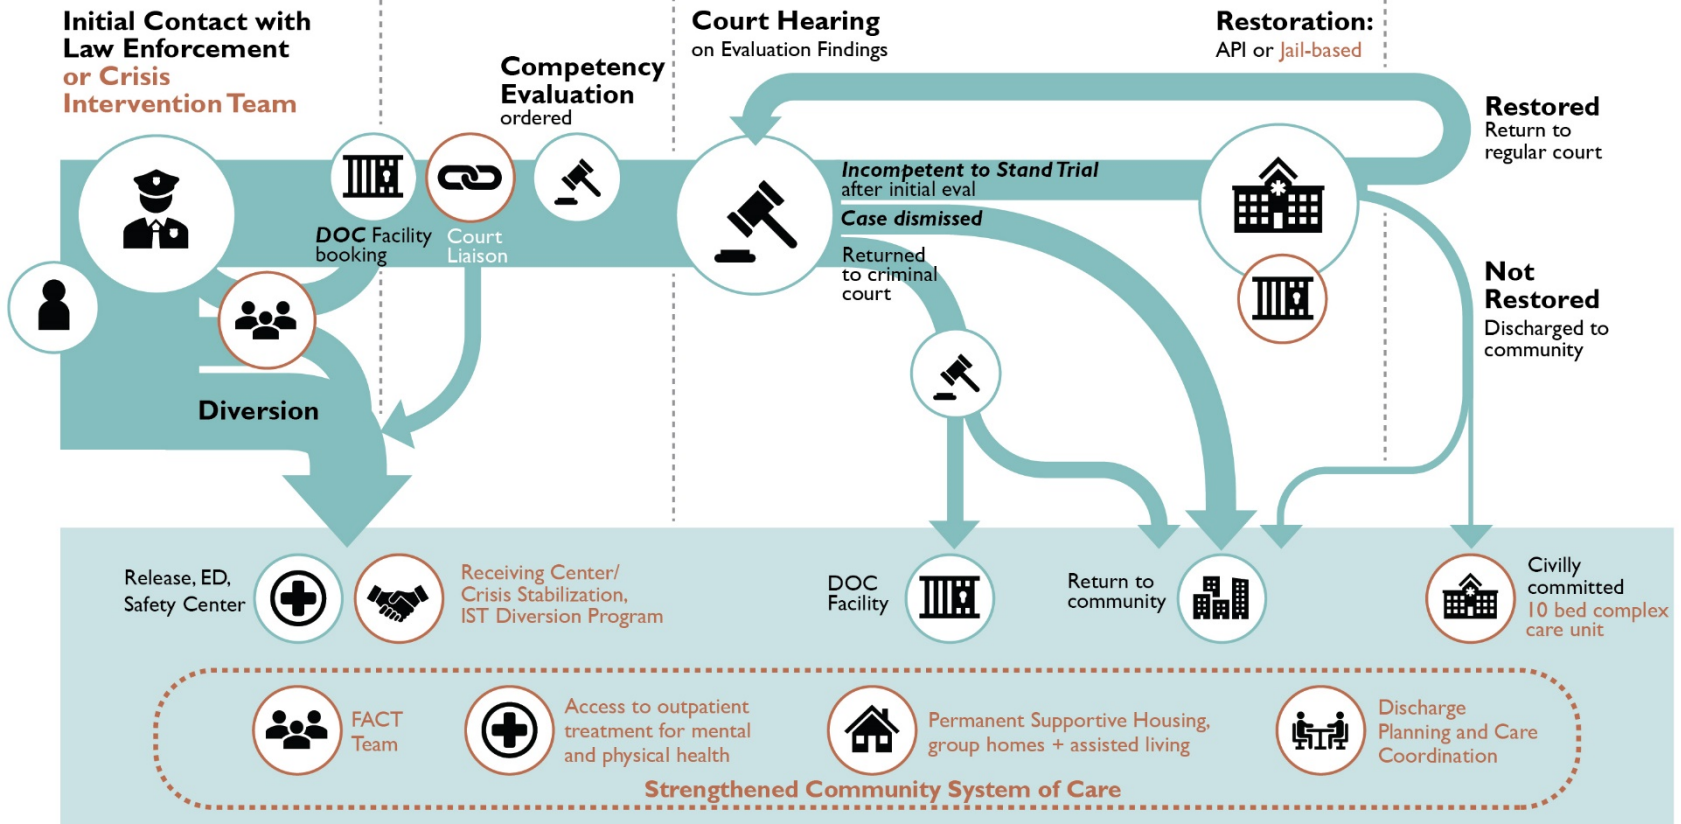 Initial Contact with
Law Enforcement
or Crisis
Intervention Team
Competency
Evaluation
ordered
Court Hearing
on Evaluation Findings
Restoration:
API or Jail-based
Restored
Return to
regular court
DOC Facility
booking
Court
Liaison
Incompetent to Stand Trial
after initial eval
Case dismissed
Returned
to criminal
court
Not
Restored
Discharged to
community
Diversion
Release, ED,
Safety Center
Receiving Center/
Crisis Stabilization,
IST Diversion Program
DOC
Facility
Return to
community
Civilly
committed
10 bed complex
care unit
FACT
Team
Access to outpatient
treatment for mental
and physical health
Permanent Supportive Housing,
group homes + assisted living
Discharge
Planning and Care
Coordination
Strengthened Community System of Care